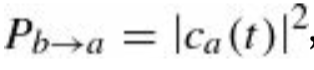 P_{b→a} = |c_a(t)|²,